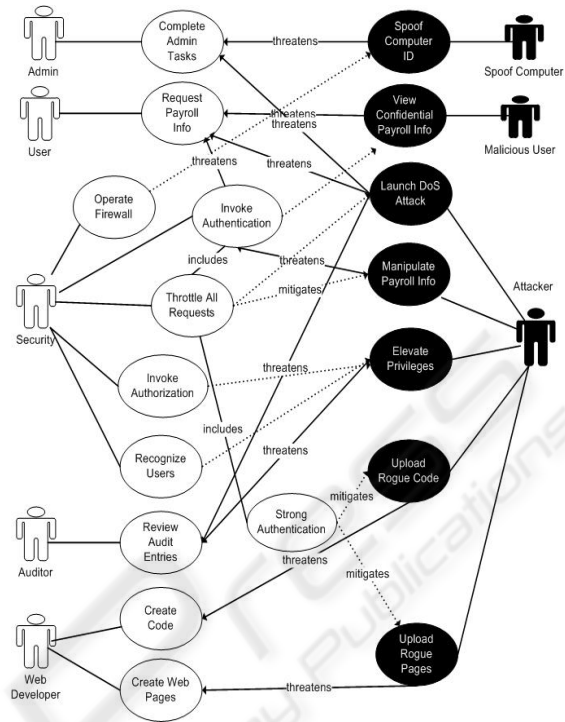 Complete
Admin
Tasks
threatens
Spoof
Computer
ID
Admin
Spoof Computer
Request
Payroll
Info
threatens
threatens
View
Confidential
Payroll Info
User
Malicious User
threatens
threatens
Operate
Firewall
Invoke
Authentication
Launch DoS
Attack
includes
threatens
Manipulate
Payroll Info
Attacker
Throttle All
Requests
mitigates
Security
Invoke
Authorization
threatens
Elevate
Privileges
includes
Recognize
Users
threatens
Upload
Rogue Code
mitigates
Strong
Authentication
Review
Audit
Entries
Auditor
threatens
mitigates
Create
Code
Upload
Rogue
Pages
Web
Developer
Create Web
Pages
threatens
Press
Publications